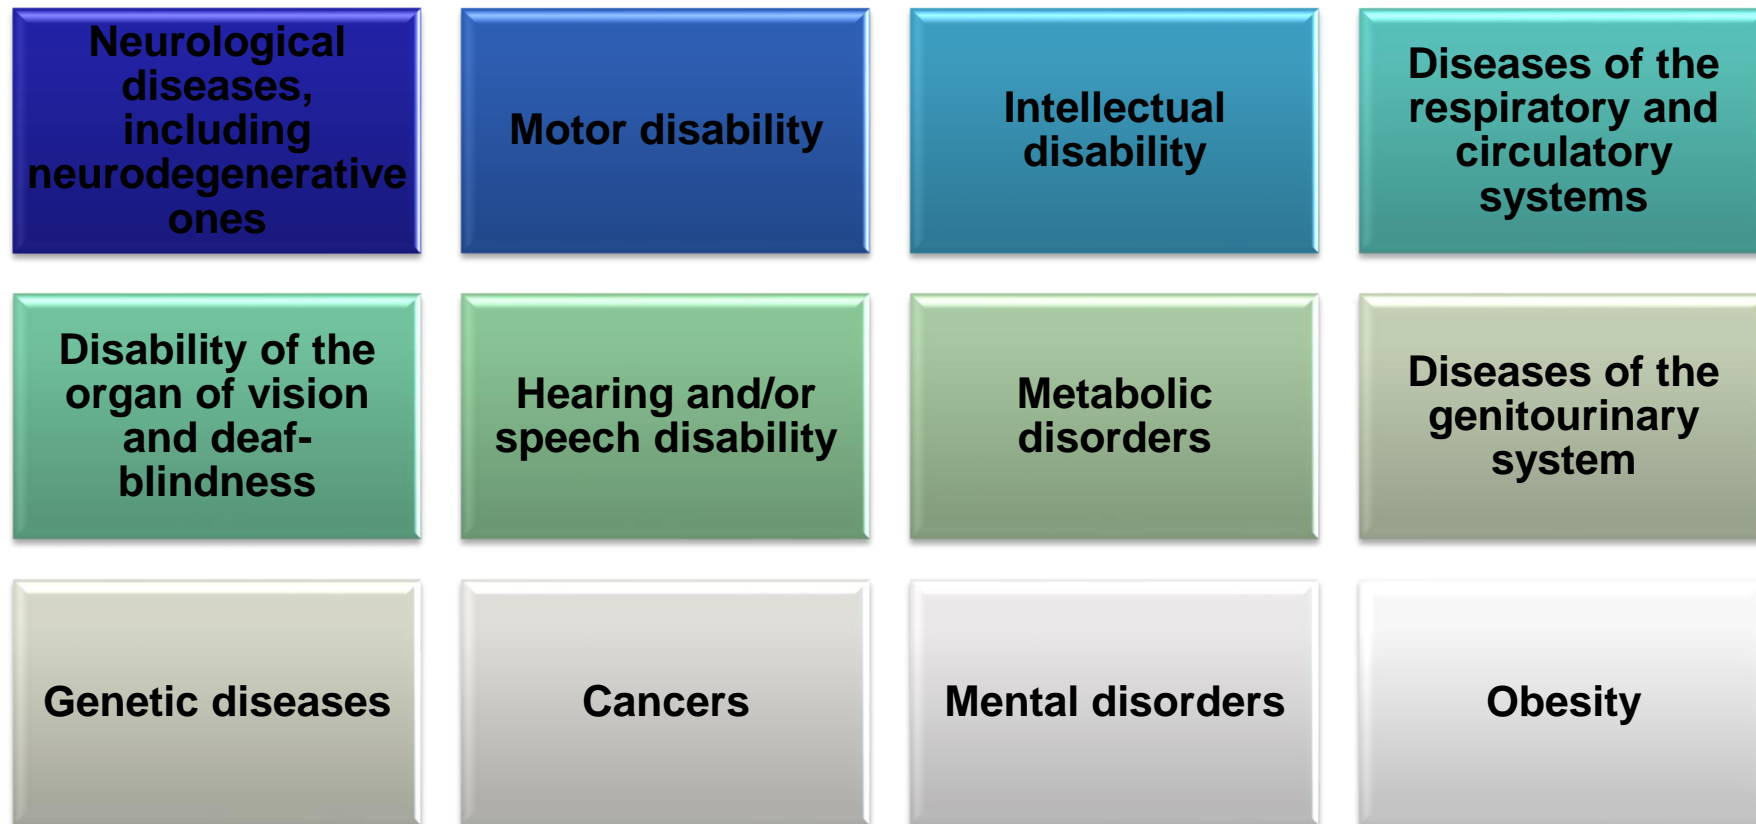 Neurological
diseases,
including
neurodegenerative
ones
Motor disability
Intellectual
disability
Diseases of the
respiratory and
circulatory
systems
Disability of the
organ of vision
and deaf-
blindness
Hearing and/or
speech disability
Metabolic
disorders
Diseases of the
genitourinary
system
Genetic diseases
Cancers
Mental disorders
Obesity